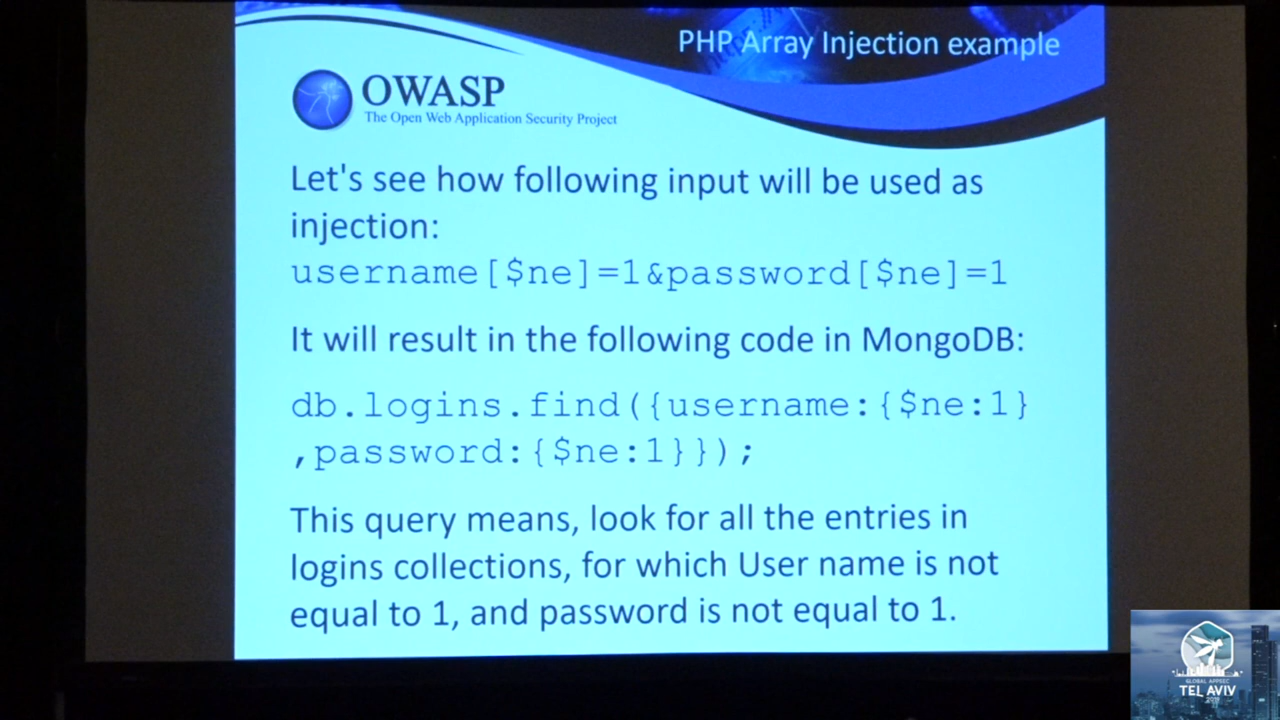 PHP Array Injection example
OWASP
The Open Web Application Security Project
Let's see how following input will be used as
injection:
username[$ne]=1&password[$ne]=1
It will result in the following code in MongoDB:
db.logins.find({username:{$ne:1}
,password:{$ne:1}});
This query means, look for all the entries in
logins collections, for which User name is not
equal to 1, and password is not equal to 1.
GLOBAL APPSEC
TEL AVIV